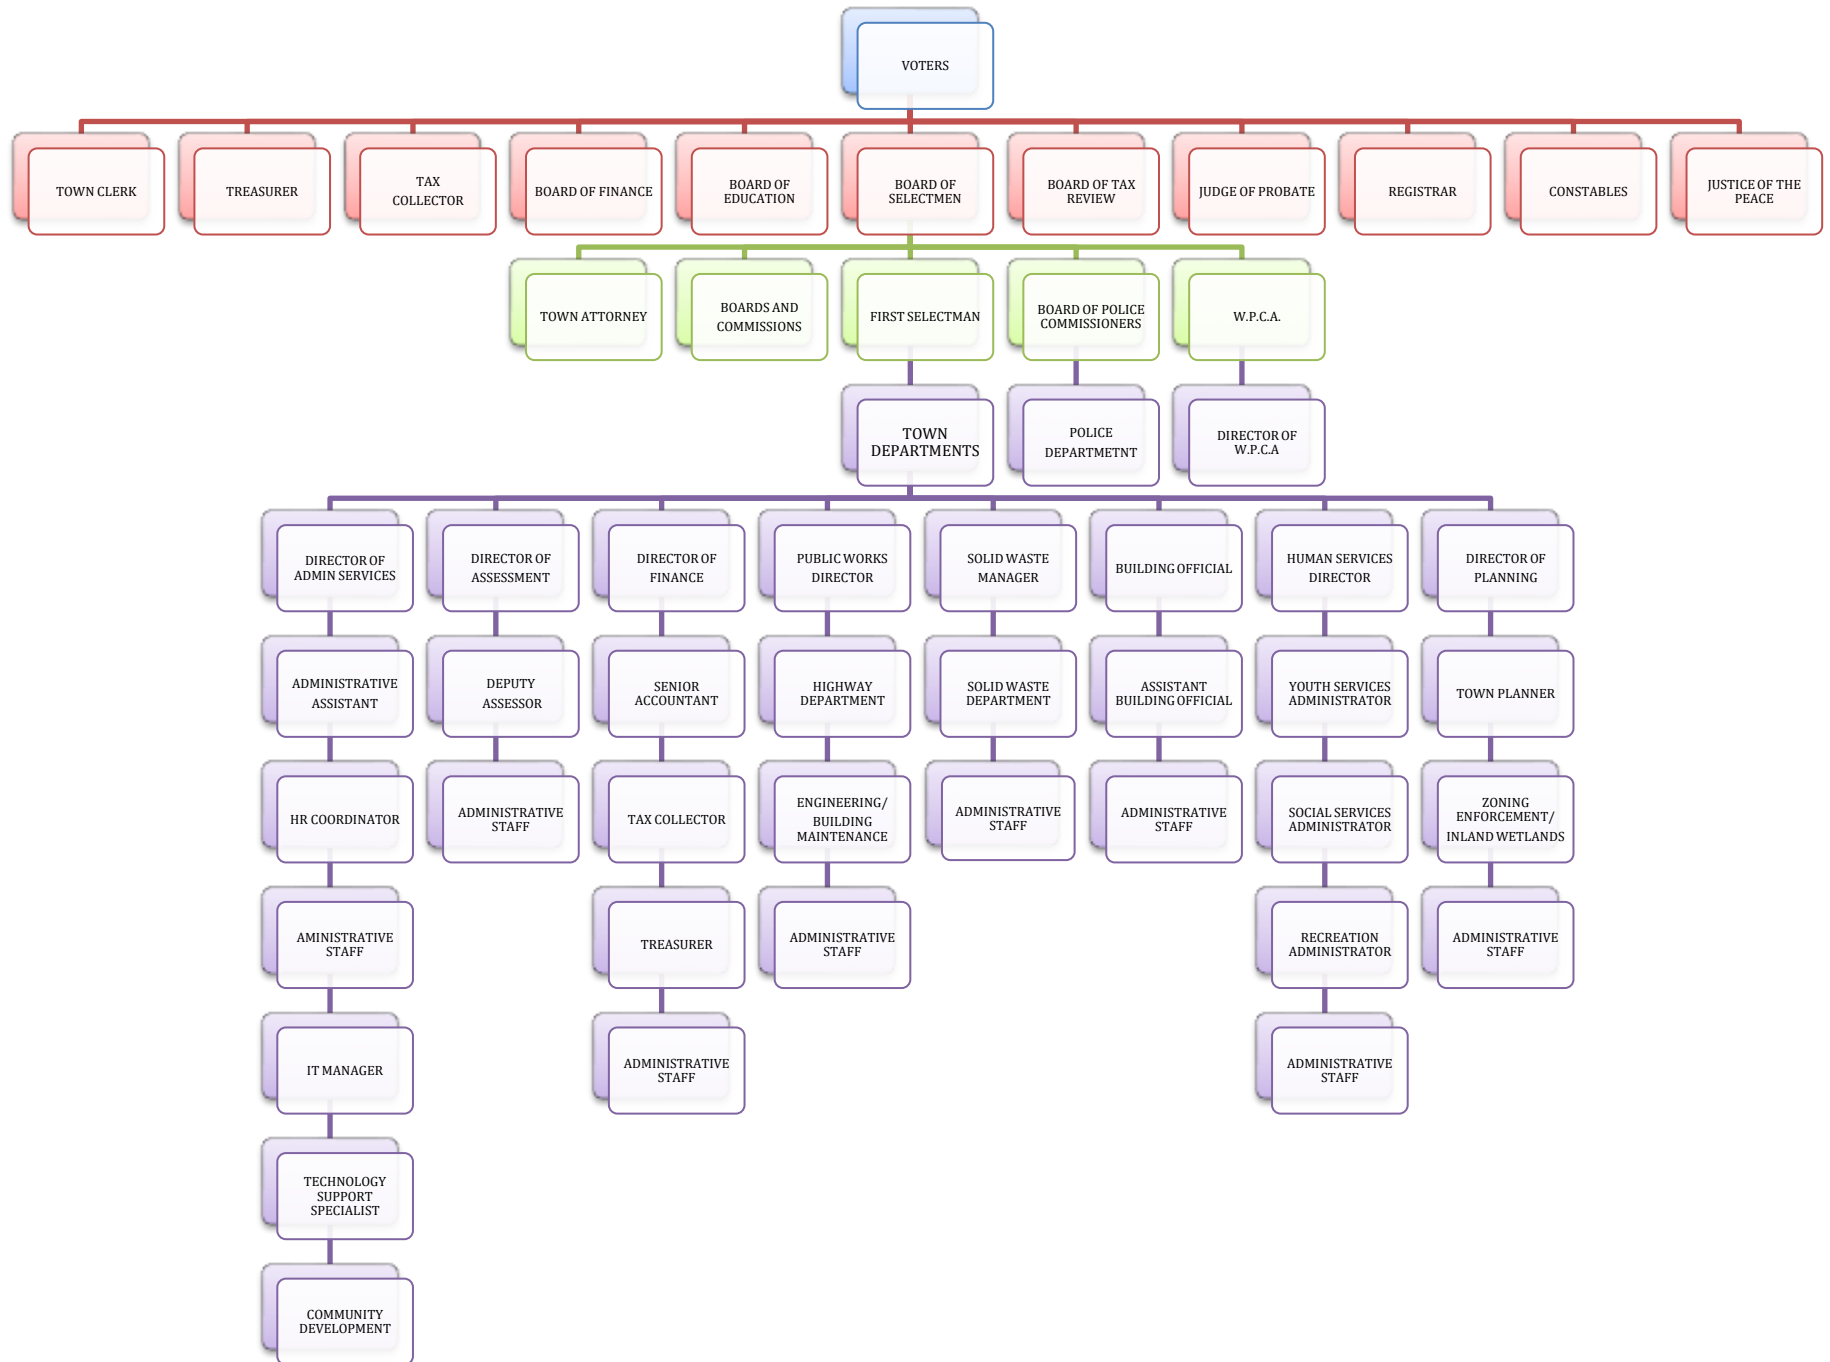 VOTERS
TOWN CLERK
TREASURER
TAX
COLLECTOR
BOARD OF FINANCE
BOARD OF
EDUCATION
BOARD OF
SELECTMEN
BOARD OF TAX
REVIEW
JUDGE OF PROBATE
REGISTRAR
CONSTABLES
JUSTICE OF THE
PEACE
TOWN ATTORNEY
BOARDS AND
COMMISSIONS
FIRST SELECTMAN
BOARD OF POLICE
COMMISSIONERS
W.P.C.A.
TOWN
DEPARTMENTS
POLICE
DEPARTMETNT
DIRECTOR OF
W.P.C.A
DIRECTOR OF
ADMIN SERVICES
DIRECTOR OF
ASSESSMENT
DIRECTOR OF
FINANCE
PUBLIC WORKS
DIRECTOR
SOLID WASTE
MANAGER
BUILDING OFFICIAL
HUMAN SERVICES
DIRECTOR
DIRECTOR OF
PLANNING
ADMINISTRATIVE
ASSISTANT
DEPUTY
ASSESSOR
SENIOR
ACCOUNTANT
HIGHWAY
DEPARTMENT
SOLID WASTE
DEPARTMENT
ASSISTANT
BUILDING OFFICIAL
YOUTH SERVICES
ADMINISTRATOR
TOWN PLANNER
HR COORDINATOR
ADMINISTRATIVE
STAFF
TAX COLLECTOR
ENGINEERING/
BUILDING
MAINTENANCE
ADMINISTRATIVE
STAFF
ADMINISTRATIVE
STAFF
SOCIAL SERVICES
ADMINISTRATOR
ZONING
ENFORCEMENT/
INLAND WETLANDS
AMINISTRATIVE
STAFF
TREASURER
ADMINISTRATIVE
STAFF
RECREATION
ADMINISTRATOR
ADMINISTRATIVE
STAFF
IT MANAGER
ADMINISTRATIVE
STAFF
ADMINISTRATIVE
STAFF
TECHNOLOGY
SUPPORT
SPECIALIST
COMMUNITY
DEVELOPMENT